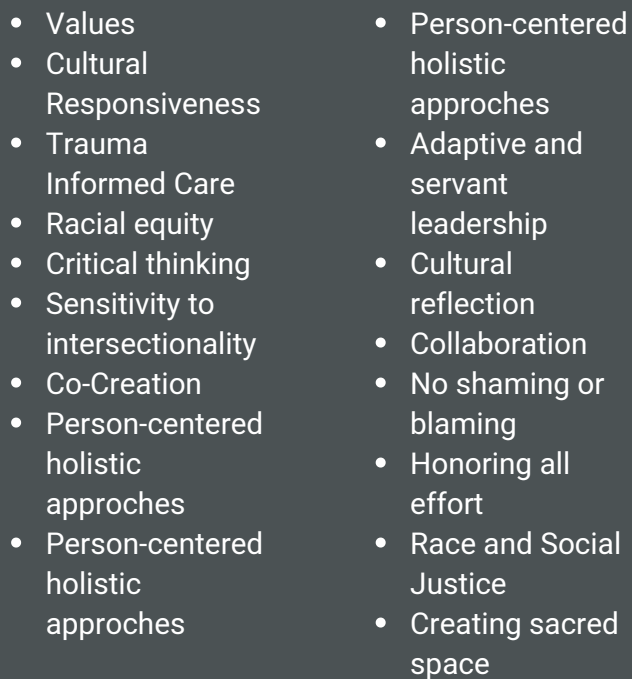 • Values
• Cultural
Responsiveness
• Trauma
Informed Care
• Racial equity
• Critical thinking
• Sensitivity to
intersectionality
• Co-Creation
• Person-centered
holistic
approches
• Person-centered
holistic
approches
• Person-centered
holistic
approches
• Adaptive and
servant
leadership
• Cultural
reflection
• Collaboration
• No shaming or
blaming
• Honoring all
effort
• Race and Social
Justice
• Creating sacred
space